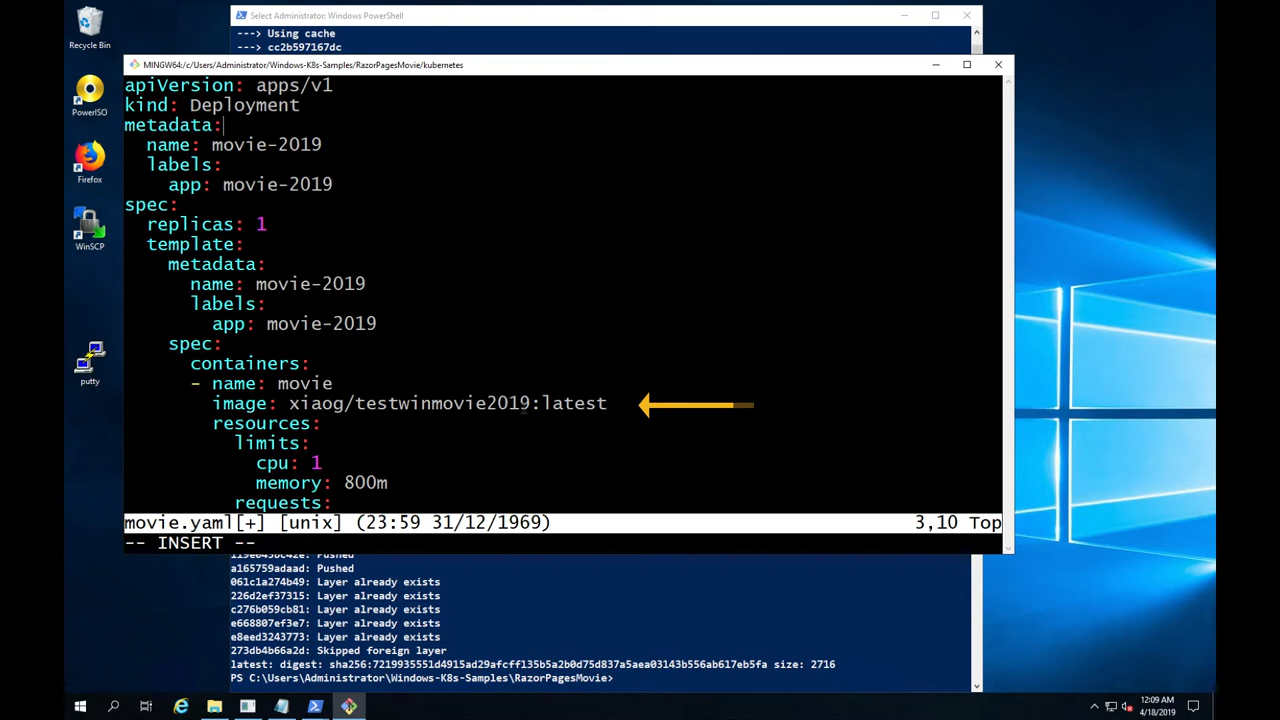 Recycle Bin
PowerISO
Firefox
WinSCP
putty
Select Administrator: Windows PowerShell
---> Using cache
---> cc2b597167dc
MINGW64:/c/Users/Administrator/Windows-K8s-Samples/RazorPagesMovie/kubernetes
apiVersion: apps/v1
kind: Deployment
metadata:
name: movie-2019
labels:
app: movie-2019
spec:
replicas: 1
template:
metadata:
name: movie-2019
labels:
app: movie-2019
spec:
containers:
- name: movie
image: xiaog/testwinmovie2019:latest
resources:
limits:
cpu: 1
memory: 800m
requests:
movie.yaml[+] [unix] (23:59 31/12/1969) 3,10 Top
-- INSERT --
a165759adaad: Pushed
061c1a274b49: Layer already exists
226d2ef37315: Layer already exists
c276b059cb81: Layer already exists
e668807ef3e7: Layer already exists
e8eed3243773: Layer already exists
273db4b66a2d: Skipped foreign layer
latest: digest: sha256:7219935551d4915ad29afcff135b5a2b0d75d837a5aea03143b556ab617eb5fa size: 2716
PS C:\Users\Administrator\Windows-K8s-Samples\RazorPagesMovie>
12:09 AM
4/18/2019